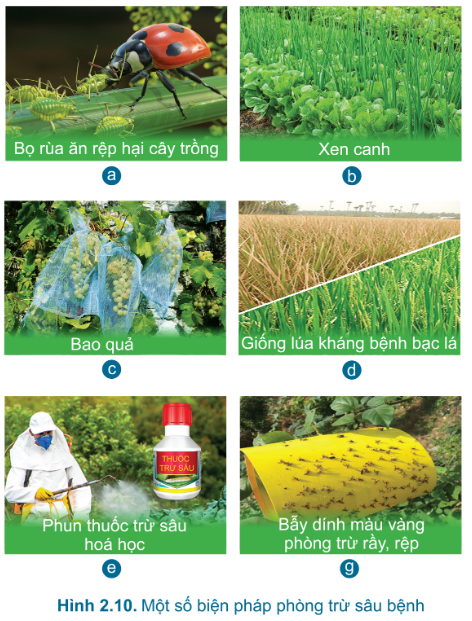 Bọ rùa ăn rệp hại cây trồng
Xen canh
a
b
Bao quả
Giống lúa kháng bệnh bạc lá
c
d
THUỐC
TRỪ SÂU
Phun thuốc trừ sâu
hoá học
Bẫy dính màu vàng
phòng trừ rầy, rệp
e
g
Hình 2.10. Một số biện pháp phòng trừ sâu bệnh